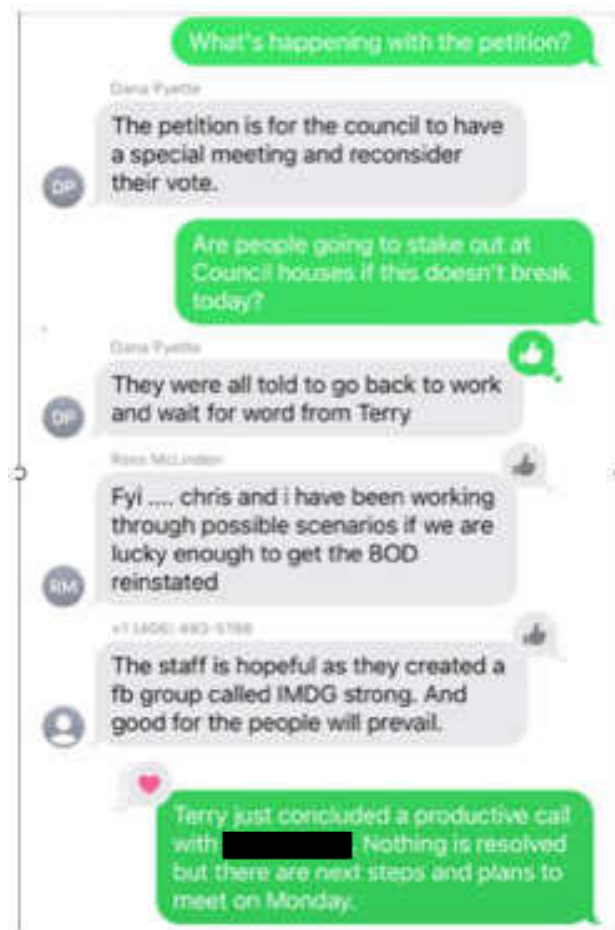 What's happening with the petition?
Dana Pyette
The petition is for the council to have
a special meeting and reconsider
their vote.
DP
Are people going to stake out at
Council houses if this doesn't break
today?
Dana Pyette
They were all told to go back to work
and wait for word from Terry
DP
Ross McLinden
Fyi .... chris and i have been working
through possible scenarios if we are
lucky enough to get the BOD
reinstated
RM
+1 (406)
The staff is hopeful as they created a
fb group called IMDG strong. And
good for the people will prevail.
Terry just concluded a productive call
with
Nothing is resolved
but there are next steps and plans to
meet on Monday.